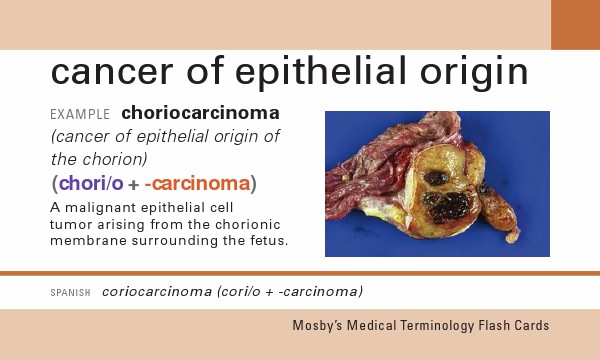 cancer of epithelial origin
EXAMPLE choriocarcinoma
(cancer of epithelial origin of
the chorion)
(chori/o + -carcinoma)
A malignant epithelial cell
tumor arising from the chorionic
membrane surrounding the fetus.
SPANISH coriocarcinoma (cori/o + -carcinoma)
Mosby's Medical Terminology Flash Cards